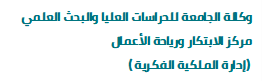 وكالة الجامعة للدراسات العليا والبحث العلمي
مركز الابتكار وريادة الأعمال
(إدارة الملكية الفكرية)